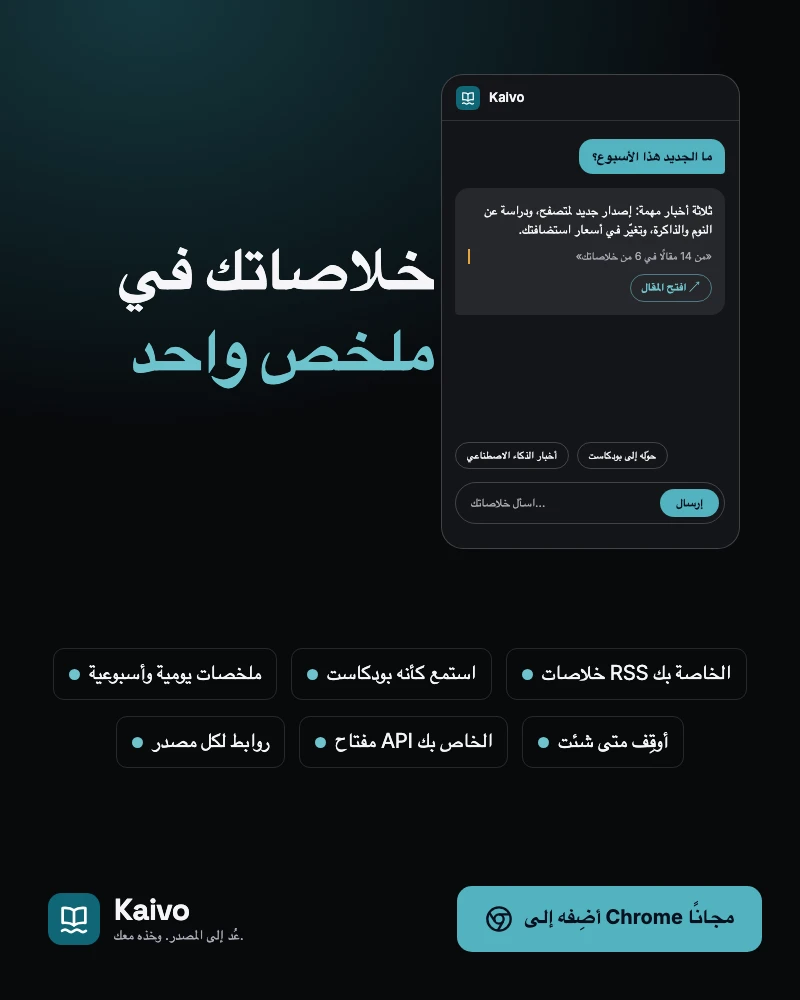 Kaivo
ما الجديد هذا الأسبوع؟
ثلاثة أخبار مهمة: إصدار جديد لمتصفح، ودراسة عن
النوم والذاكرة، وتغيّر في أسعار استضافتك.
«من 14 مقالًا في 6 من خلاصاتك»
افتح المقال ↗
حوّله إلى بودكاست
أخبار الذكاء الاصطناعي
اسأل خلاصاتك...
إرسال
خلاصاتك في
ملخص واحد
خلاصات RSS الخاصة بك
استمع كأنه بودكاست
ملخصات يومية وأسبوعية
أوقِف متى شئت
مفتاح API الخاص بك
روابط لكل مصدر
أضِفه إلى Chrome مجانًا
Kaivo
عُد إلى المصدر. وخذه معك.